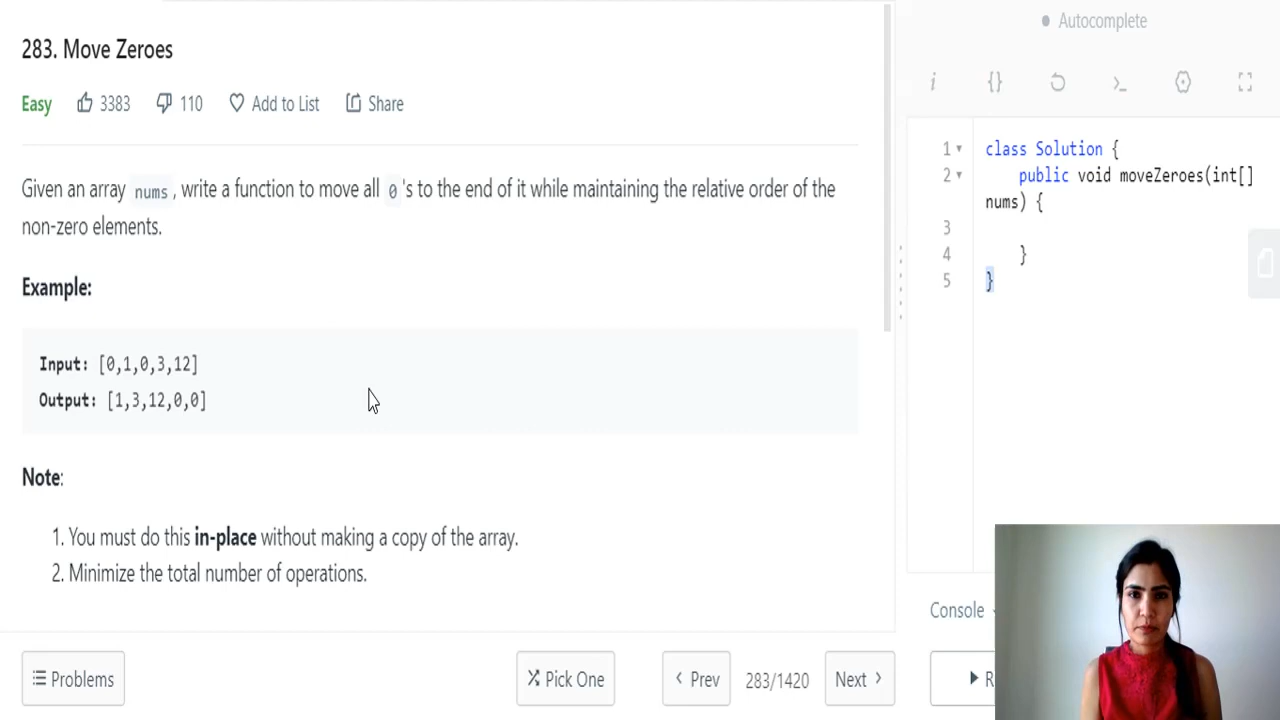 Autocomplete
283. Move Zeroes
Easy 3383 110 Add to List Share
i {}
Given an array nums, write a function to move all 0's to the end of it while maintaining the relative order of the
non-zero elements.
Example:
Input: [0,1,0,3,12]
Output: [1,3,12,0,0]
Note:
1. You must do this in-place without making a copy of the array.
2. Minimize the total number of operations.
Problems Pick One Prev 283/1420 Next
1 class Solution {
2 public void moveZeroes(int[]
nums) {
3
4 }
5 }
Console